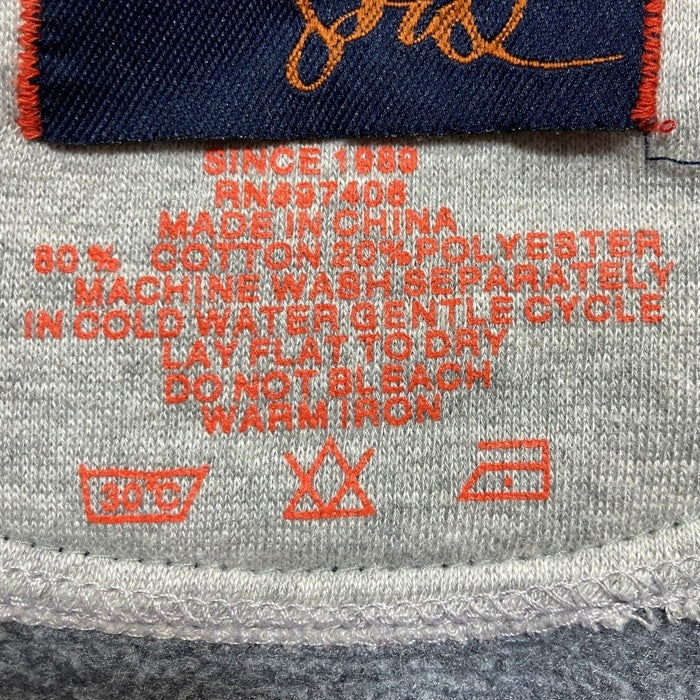 SINCE 1989
RN#97406
MADE IN CHINA
80% COTTON 20% POLYESTER
MACHINE WASH SEPARATELY
IN COLD WATER GENTLE CYCLE
LAY FLAT TO DRY
DO NOT BLEACH
WARM IRON
30°C